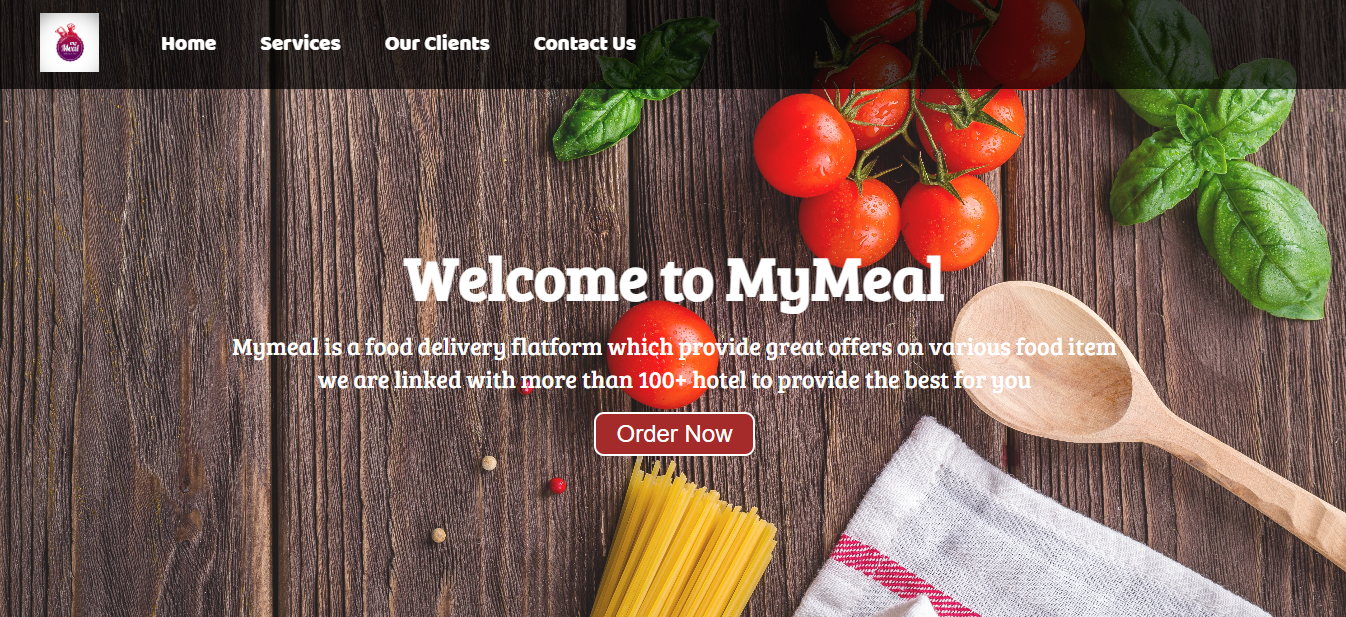 my
Meal
Home Services Our Clients Contact Us
Welcome to MyMeal
Mymeal is a food delivery flatform which provide great offers on various food item
we are linked with more than 100+ hotel to provide the best for you
Order Now